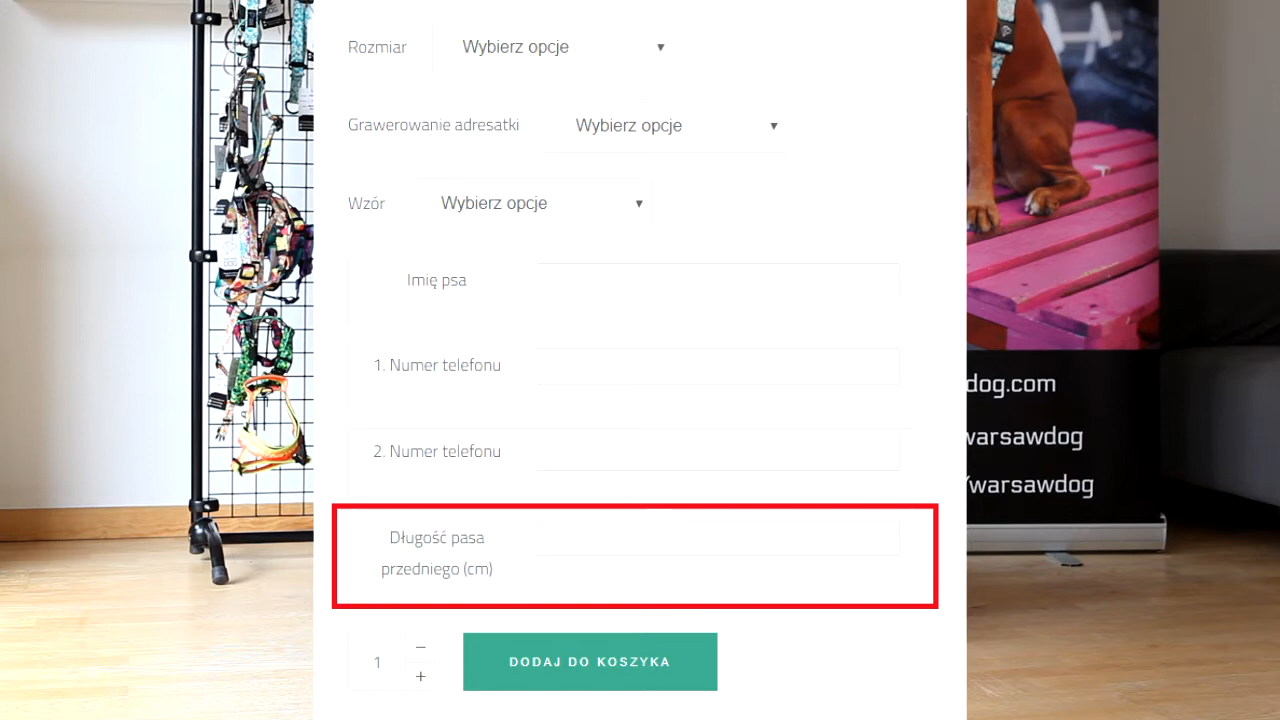 Rozmiar Wybierz opcje
Grawerowanie adresatki Wybierz opcje
Wzór Wybierz opcje
Imię psa
1. Numer telefonu
2. Numer telefonu
Długość pasa
przedniego (cm)
1 − +
DODAJ DO KOSZYKA
dog.com
warsawdog
/warsawdog